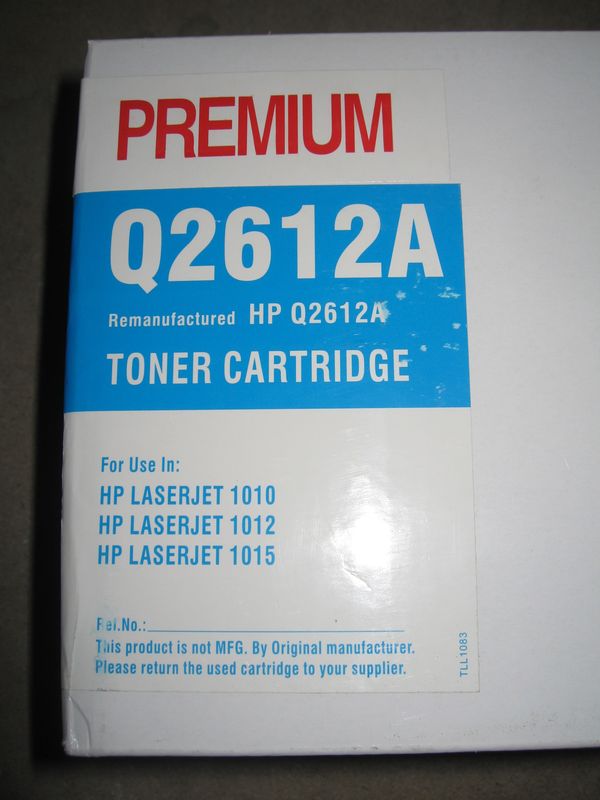 PREMIUM
Q2612A
Remanufactured HP Q2612A
TONER CARTRIDGE
For Use In:
HP LASERJET 1010
HP LASERJET 1012
HP LASERJET 1015
Rel.No.:
This product is not MFG. By Original manufacturer.
Please return the used cartridge to your supplier.
TLL1083